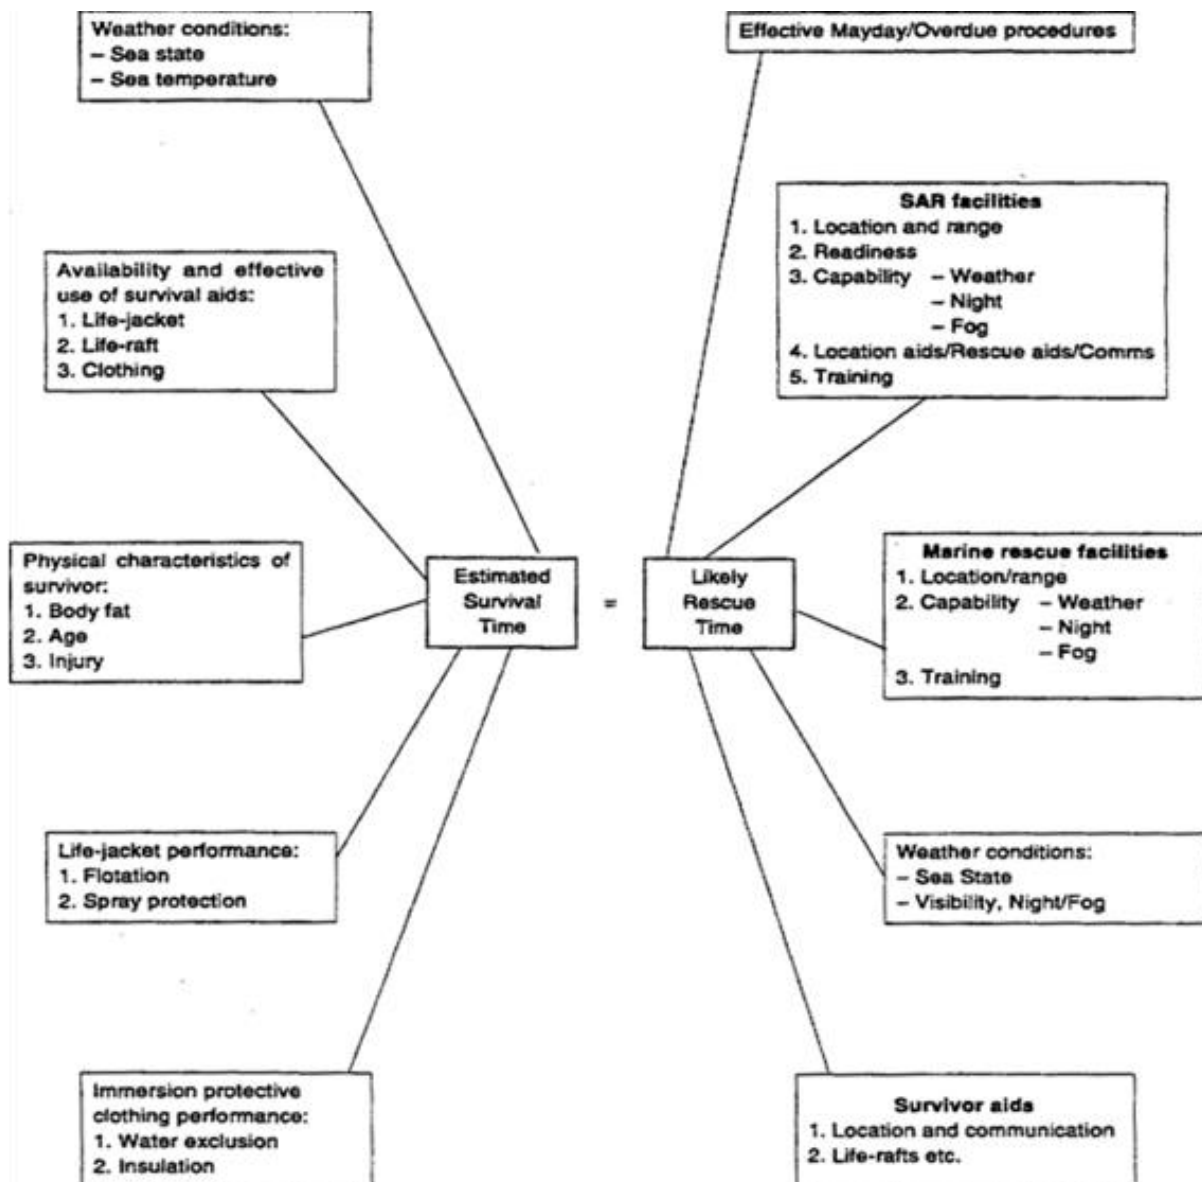 Weather conditions:
– Sea state
– Sea temperature
Availability and effective
use of survival aids:
1. Life-jacket
2. Life-raft
3. Clothing
Physical characteristics of
survivor:
1. Body fat
2. Age
3. Injury
Life-jacket performance:
1. Flotation
2. Spray protection
Immersion protective
clothing performance:
1. Water exclusion
2. Insulation
Estimated
Survival
Time
=
Likely
Rescue
Time
Effective Mayday/Overdue procedures
SAR facilities
1. Location and range
2. Readiness
3. Capability – Weather
– Night
– Fog
4. Location aids/Rescue aids/Comms
5. Training
Marine rescue facilities
1. Location/range
2. Capability – Weather
– Night
– Fog
3. Training
Weather conditions:
– Sea State
– Visibility, Night/Fog
Survivor aids
1. Location and communication
2. Life-rafts etc.